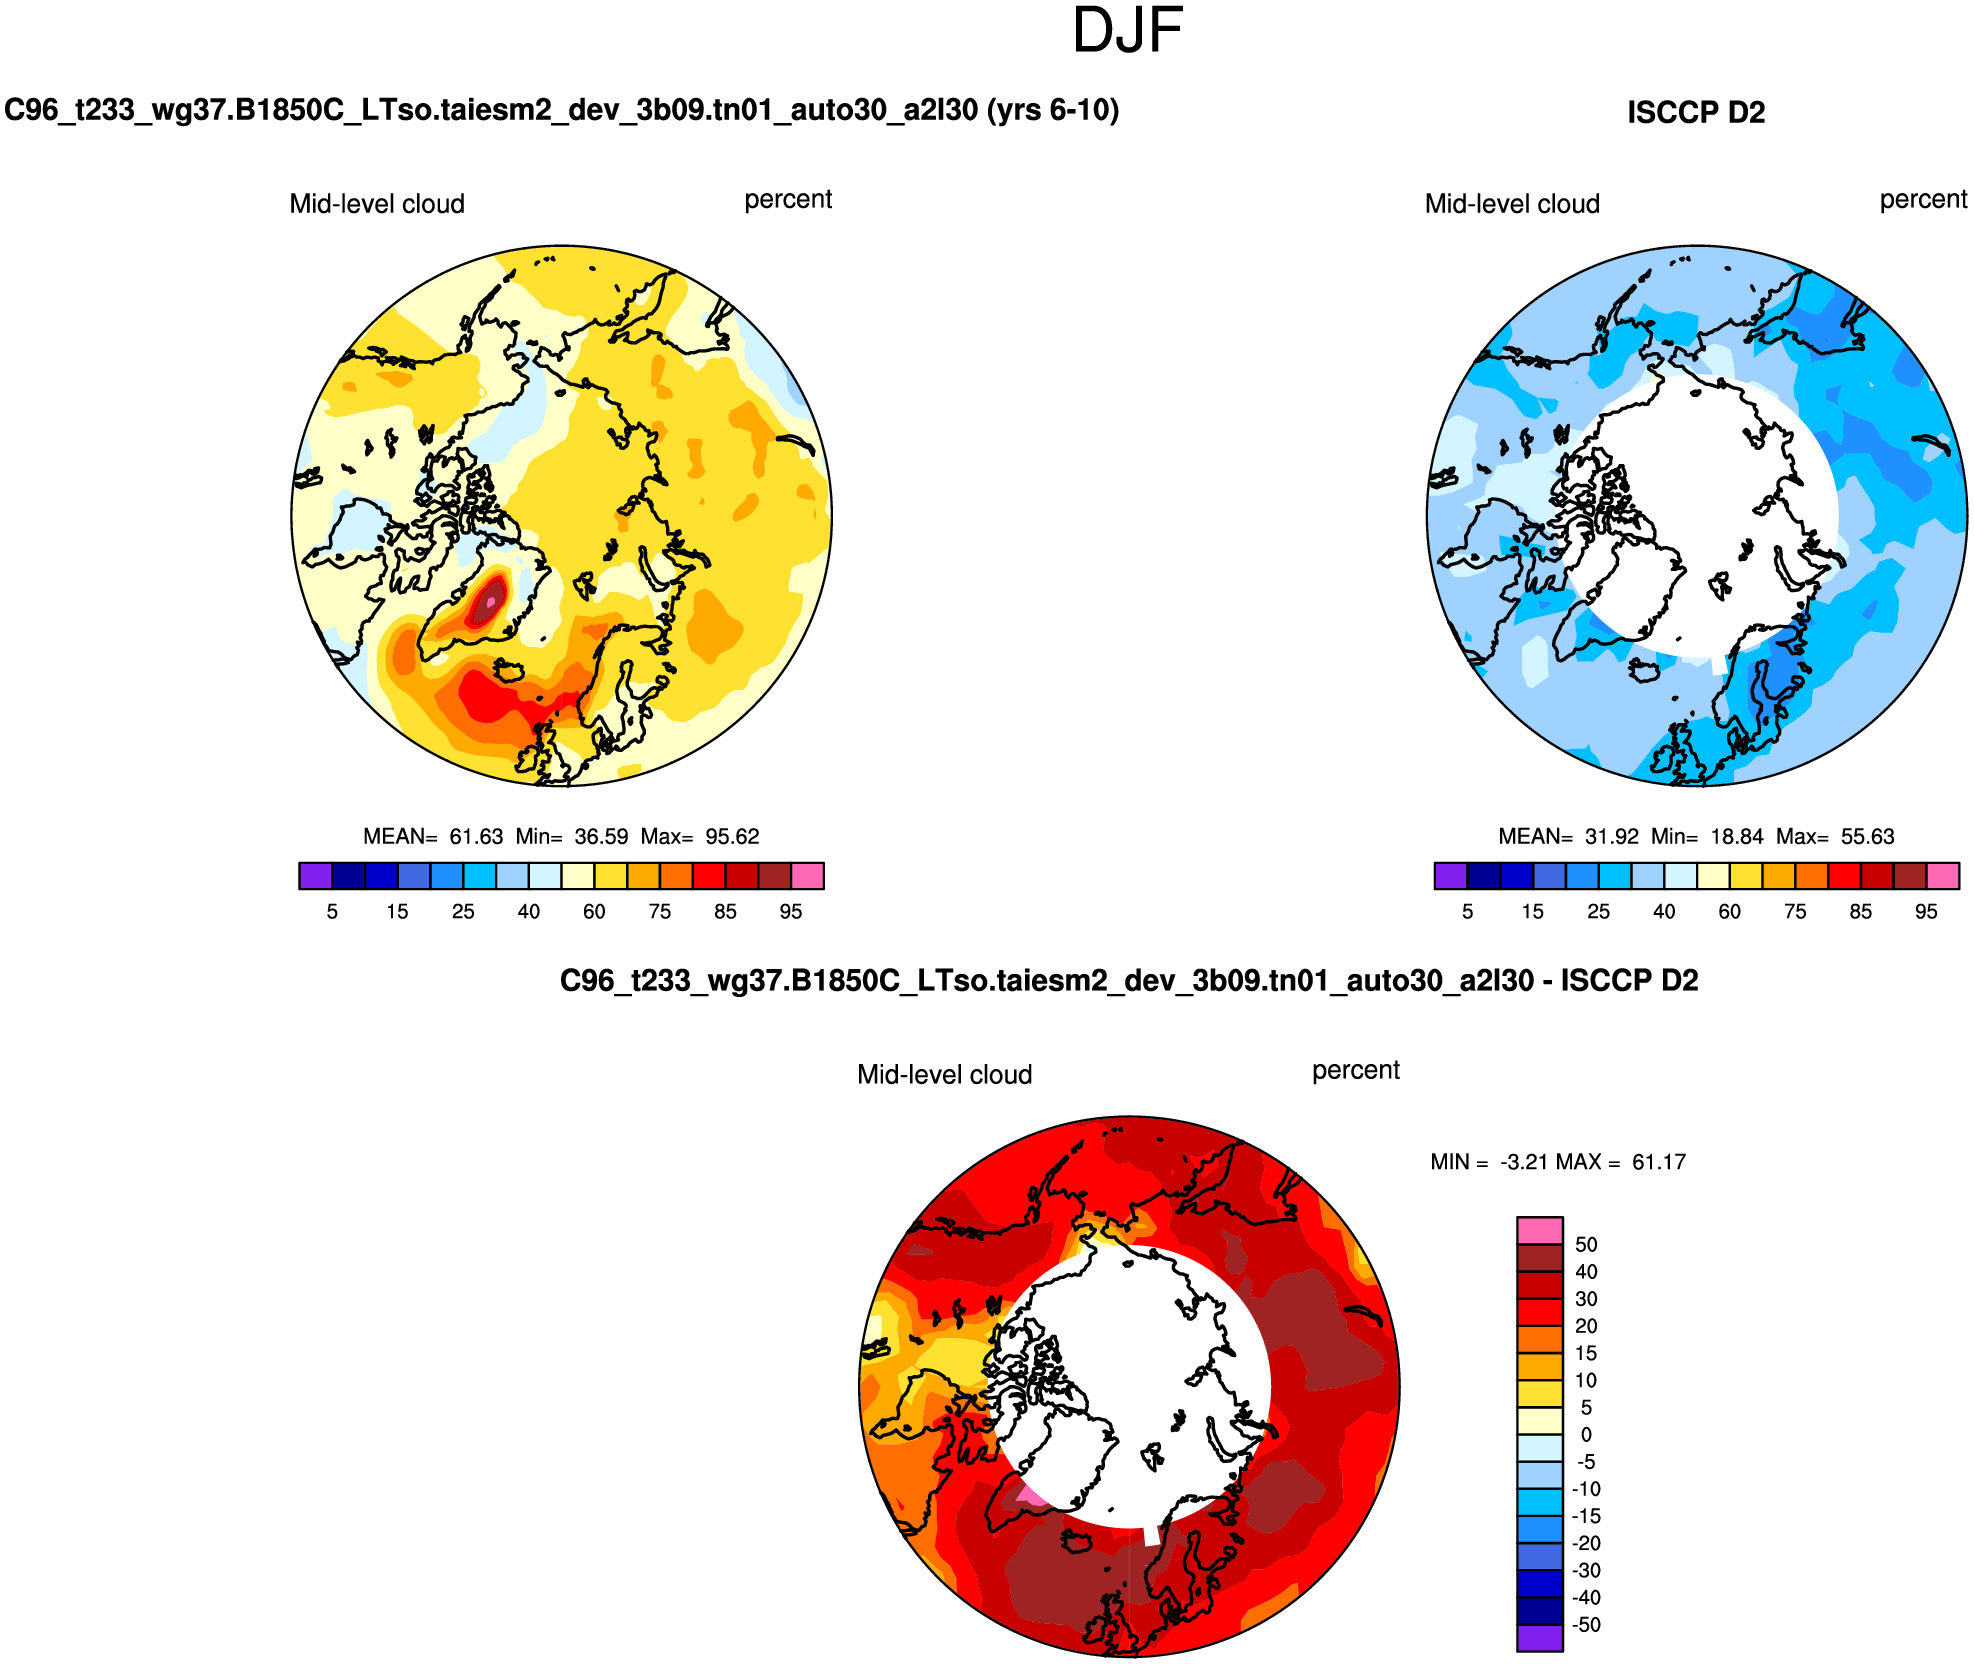 DJF
C96_t233_wg37.B1850C_LTso.taiesm2_dev_3b09.tn01_auto30_a2l30 (yrs 6-10)
ISCCP D2
Mid-level cloud percent
Mid-level cloud percent
MEAN= 61.63 Min= 36.59 Max= 95.62
MEAN= 31.92 Min= 18.84 Max= 55.63
5 15 25 40 60 75 85 95
5 15 25 40 60 75 85 95
C96_t233_wg37.B1850C_LTso.taiesm2_dev_3b09.tn01_auto30_a2l30 - ISCCP D2
Mid-level cloud percent
MIN = -3.21 MAX = 61.17
50
40
30
20
15
10
5
0
-5
-10
-15
-20
-30
-40
-50